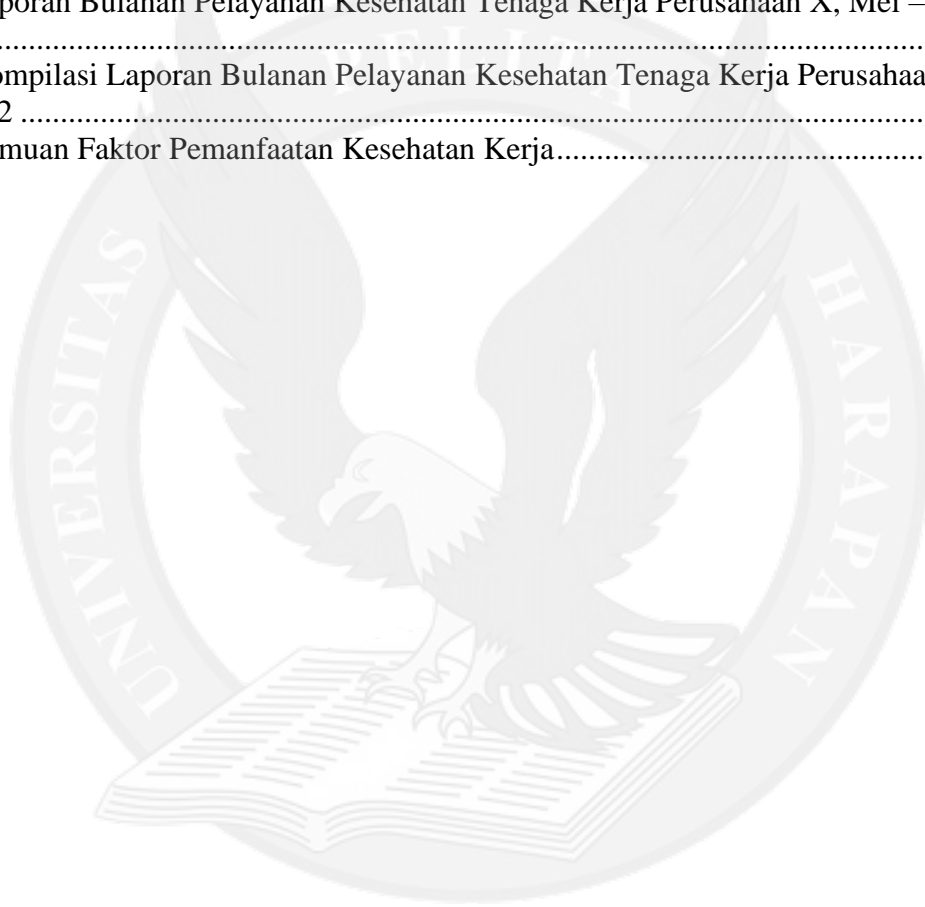 poran Bulanan Pelayanan Kesehatan Tenaga Kerja Perusahaan X, Mei –
..........................................................................................................................
ompilasi Laporan Bulanan Pelayanan Kesehatan Tenaga Kerja Perusahaa
2 ......................................................................................................................
muan Faktor Pemanfaatan Kesehatan Kerja..............................................
UNIVERSITAS
PELITA
HARAPAN